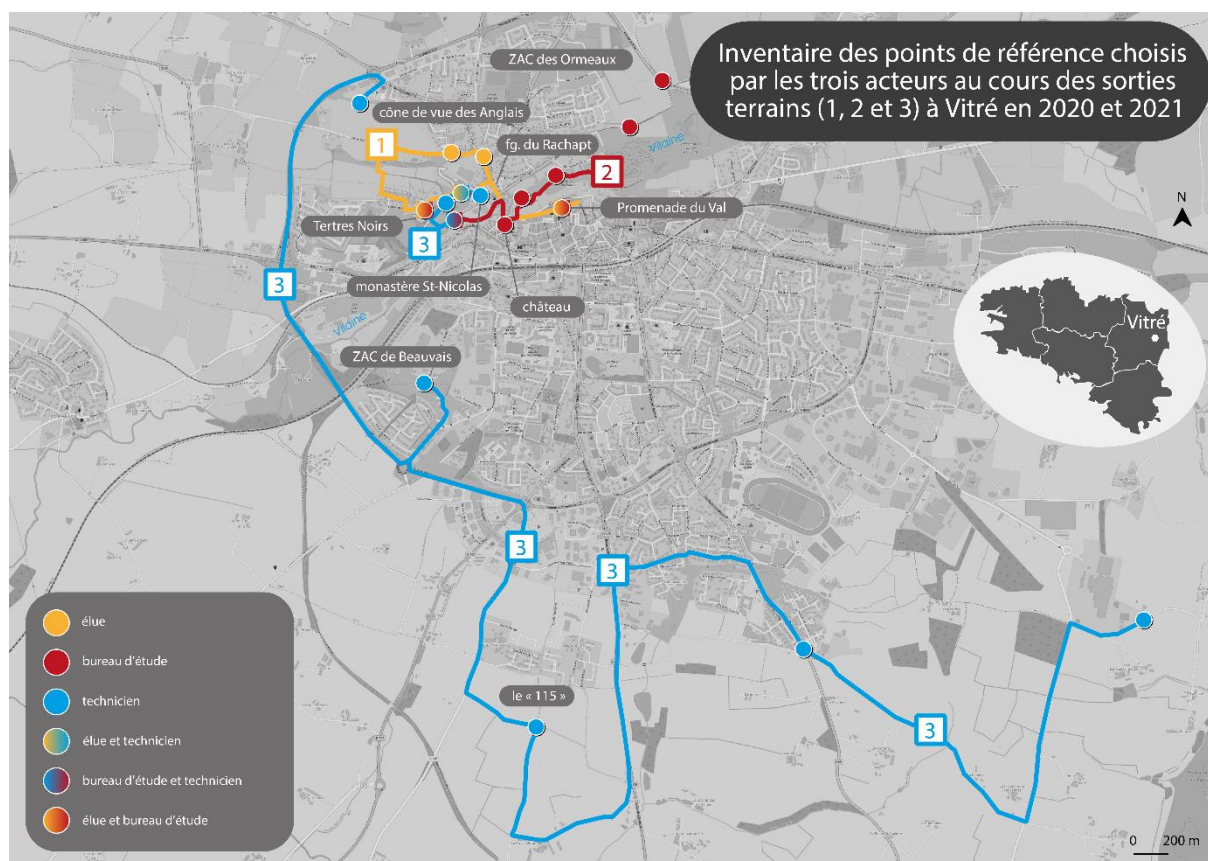 Inventaire des points de référence choisis
par les trois acteurs au cours des sorties
terrains (1, 2 et 3) à Vitré en 2020 et 2021
ZAC des Ormeaux
cône de vue des Anglais
fg. du Rachapt
Vilaine
1
2
Tertres Noirs
Promenade du Val
N
3
3
monastère St-Nicolas
château
Vilaine
Vitré
ZAC de Beauvais
3
3
le « 115 »
3
élue
bureau d'étude
technicien
élue et technicien
bureau d'étude et technicien
élue et bureau d'étude
0 200 m